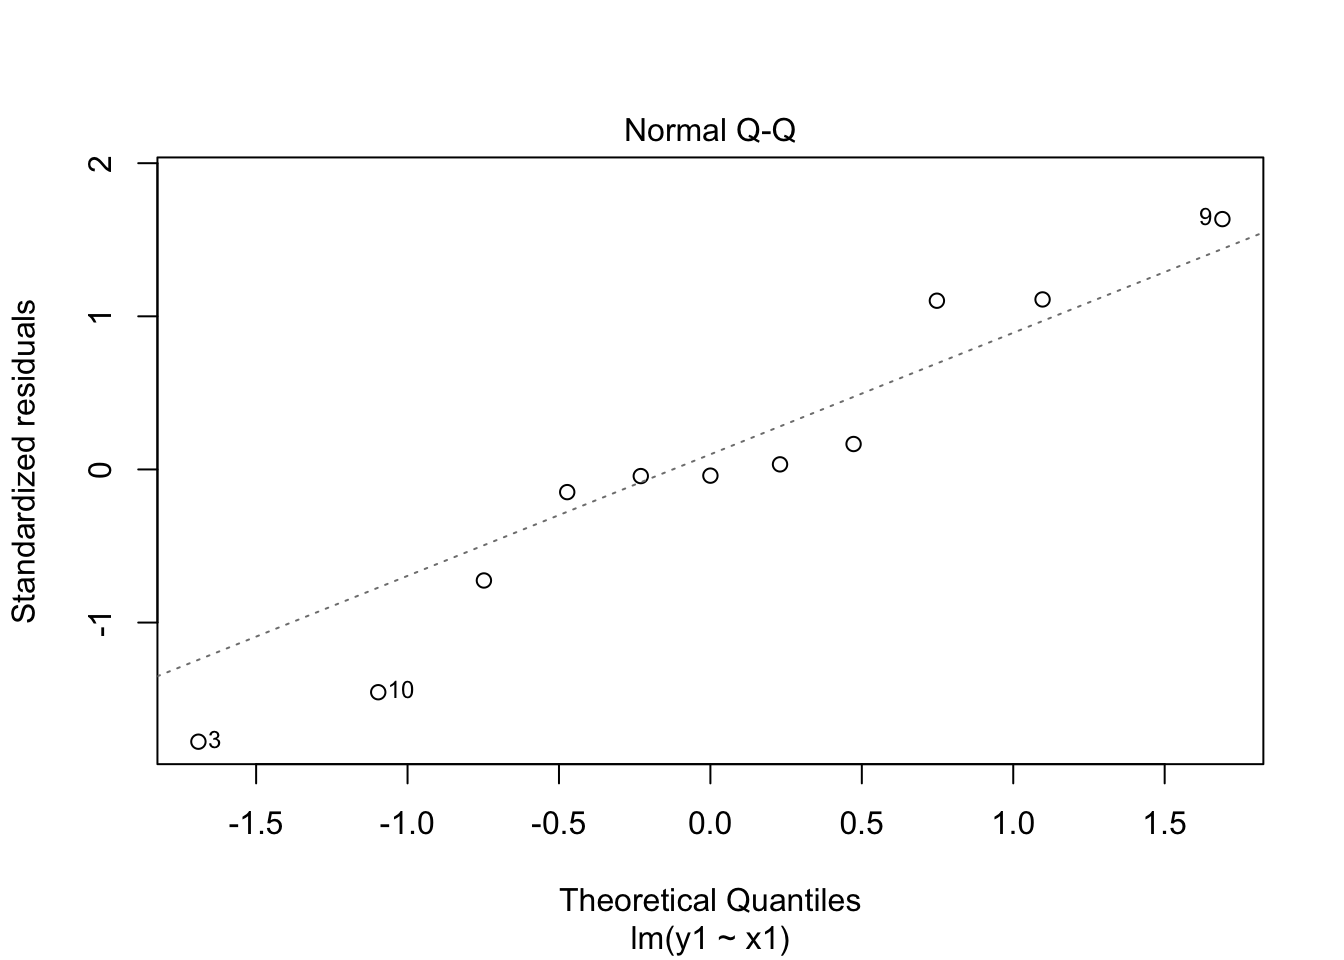 Normal Q-Q
2
1
0
-1
Standardized residuals
9
10
3
-1.5 -1.0 -0.5 0.0 0.5 1.0 1.5
Theoretical Quantiles
lm(y1 ~ x1)